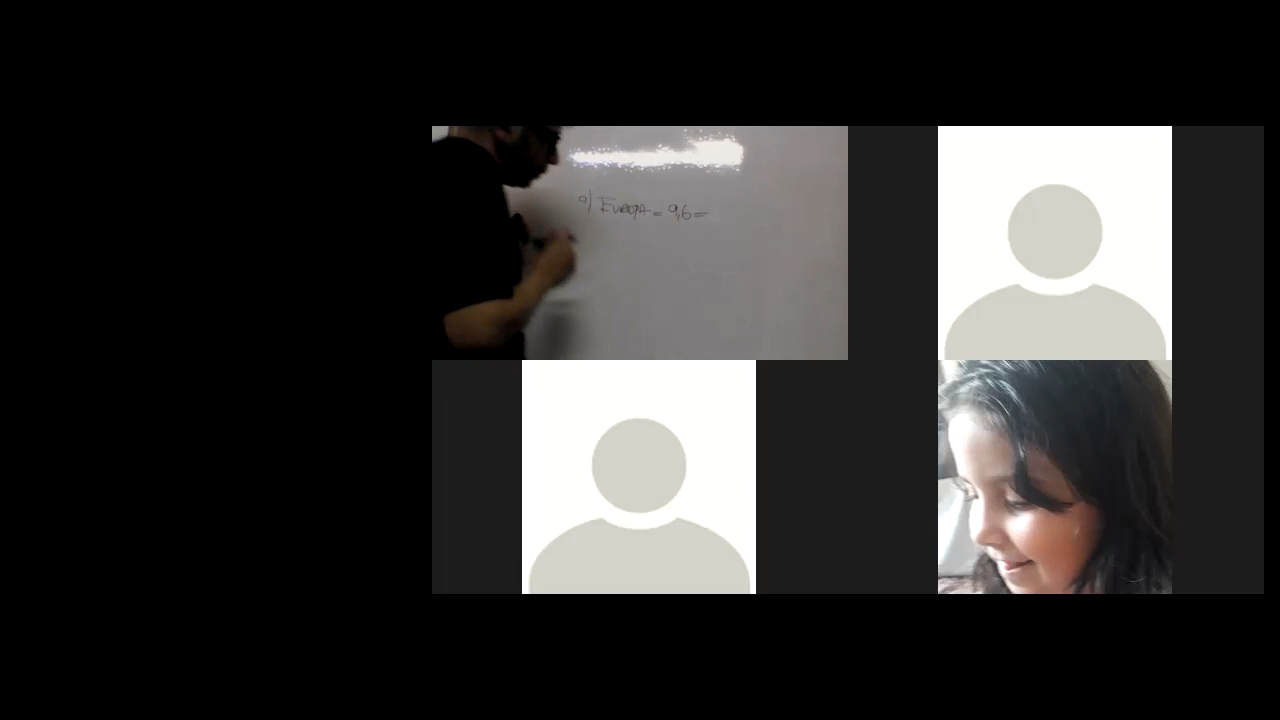 a) EUROPA = 9,6 =